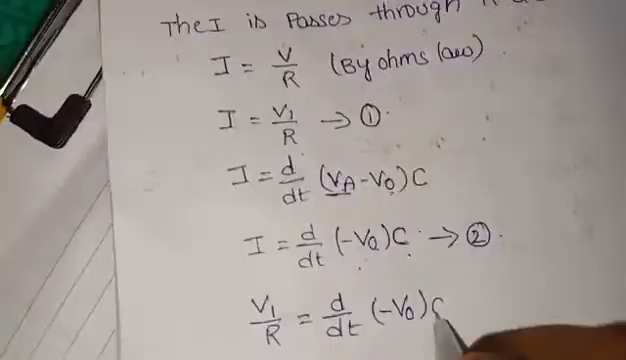 The I is Passes through R
I = V/R (By ohms law)
I = V1/R → ①
I = d/dt (VA - V0) C
I = d/dt (-V0) C → ②
V1/R = d/dt (-V0) C